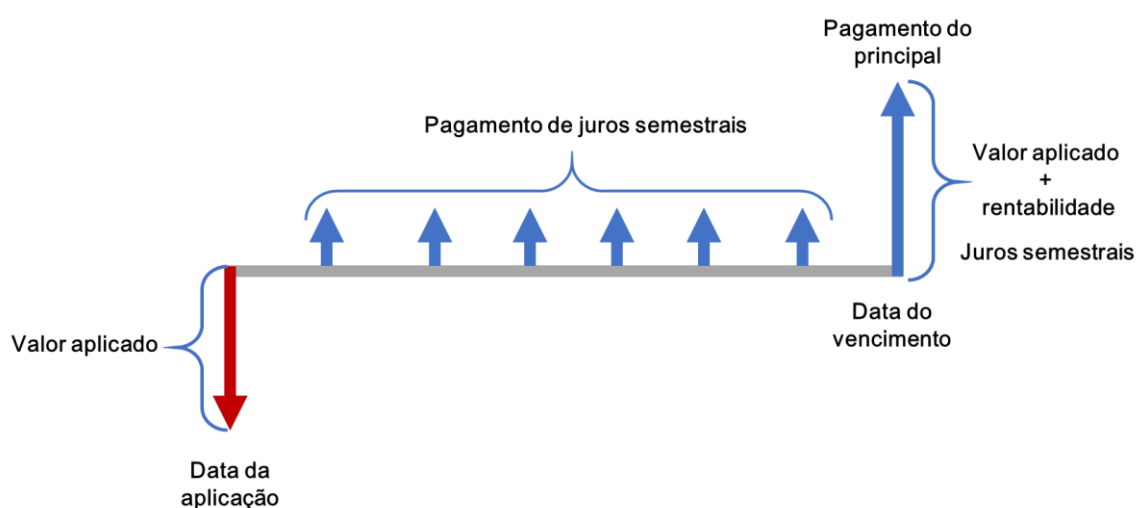 Pagamento do
principal
Pagamento de juros semestrais
Valor aplicado
+
rentabilidade
Juros semestrais
Data do
vencimento
Valor aplicado
Data da
aplicação